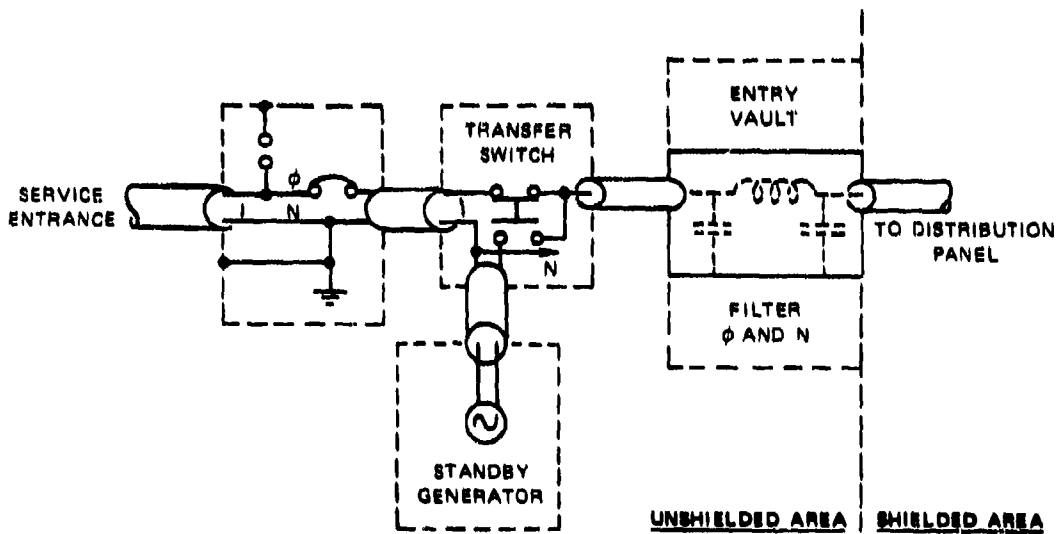 SERVICE
ENTRANCE
ϕ
N
TRANSFER
SWITCH
N
STANDBY
GENERATOR
ENTRY
VAULT
FILTER
ϕ AND N
TO DISTRIBUTION
PANEL
UNSHIELDED AREA
SHIELDED AREA